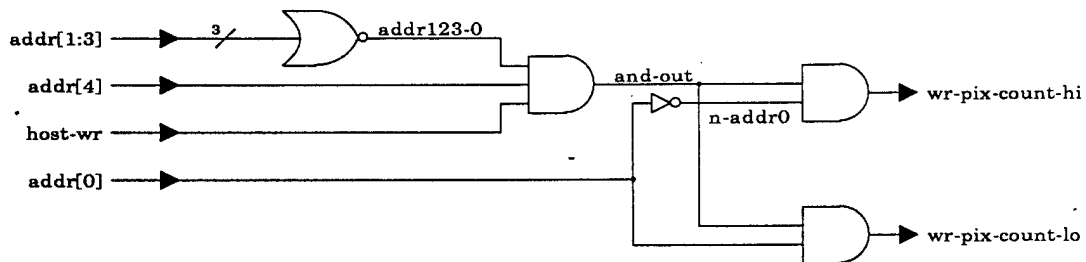 3
addr[1:3]
addr123-0
addr[4]
and-out
wr-pix-count-hi
n-addr0
host-wr
addr[0]
wr-pix-count-lo